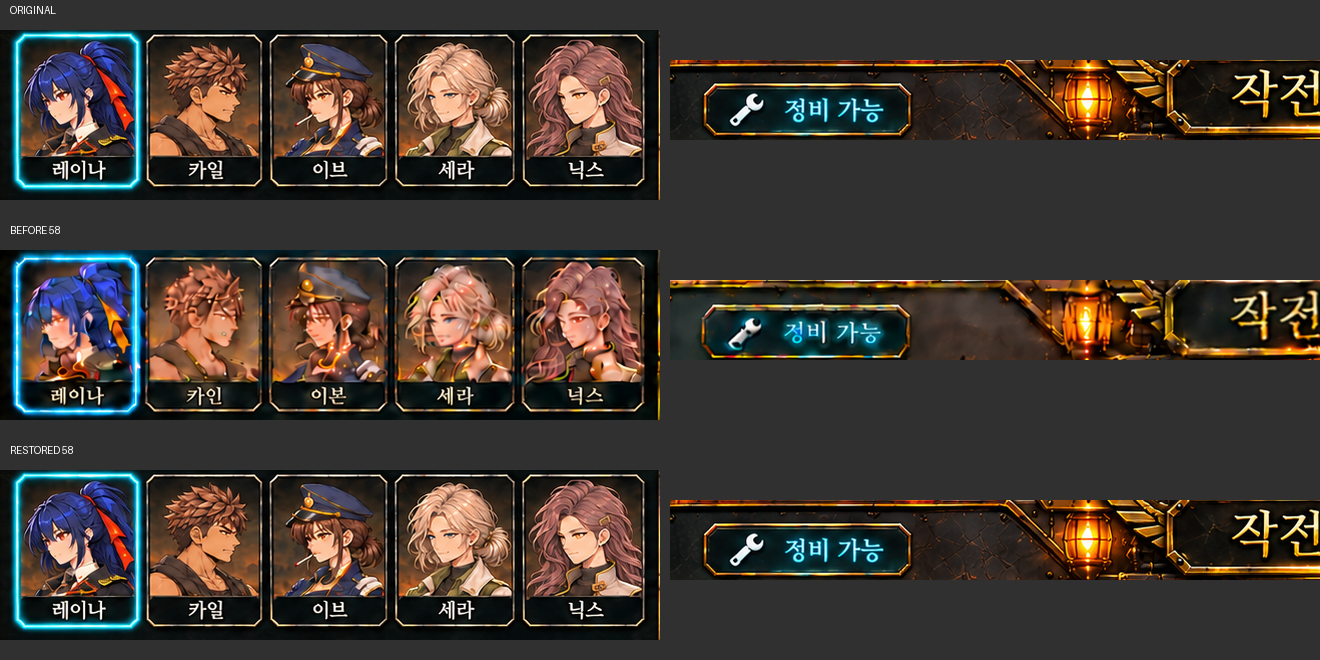 ORIGINAL
레이나 카일 이브 세라 닉스
정비 가능 작전
BEFORE 58
레이나 카인 이본 세라 넉스
정비 가능 작전
RESTORED 58
레이나 카일 이브 세라 닉스
정비 가능 작전